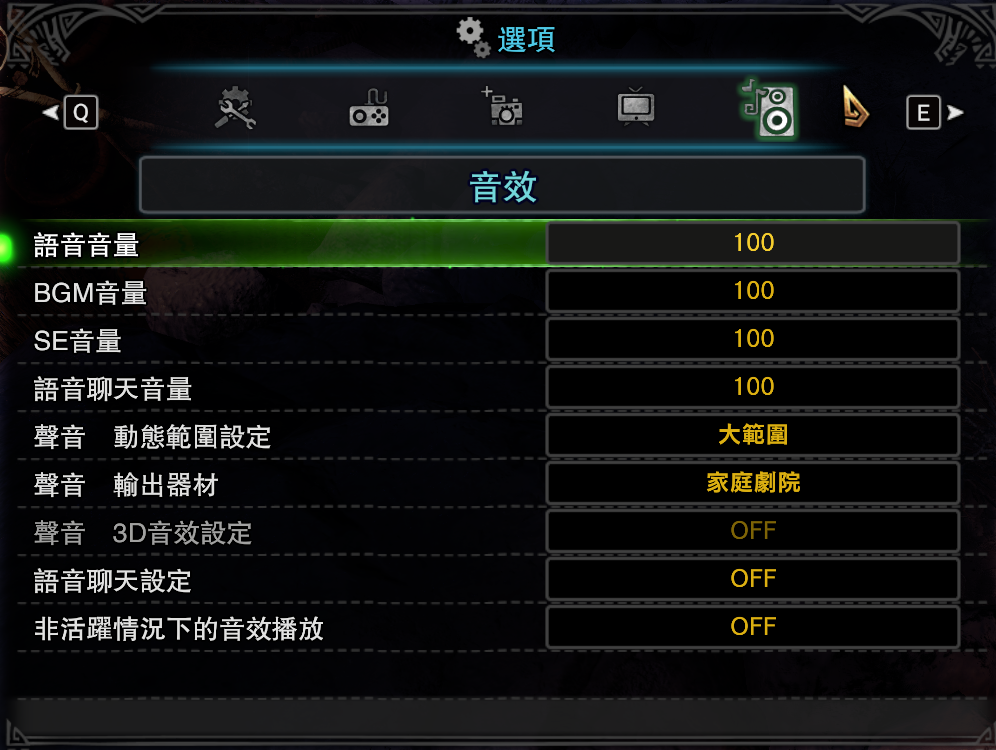 選項
Q
E
音效
語音音量 100
BGM音量 100
SE音量 100
語音聊天音量 100
聲音　動態範圍設定 大範圍
聲音　輸出器材 家庭劇院
聲音　3D音效設定 OFF
語音聊天設定 OFF
非活躍情況下的音效播放 OFF